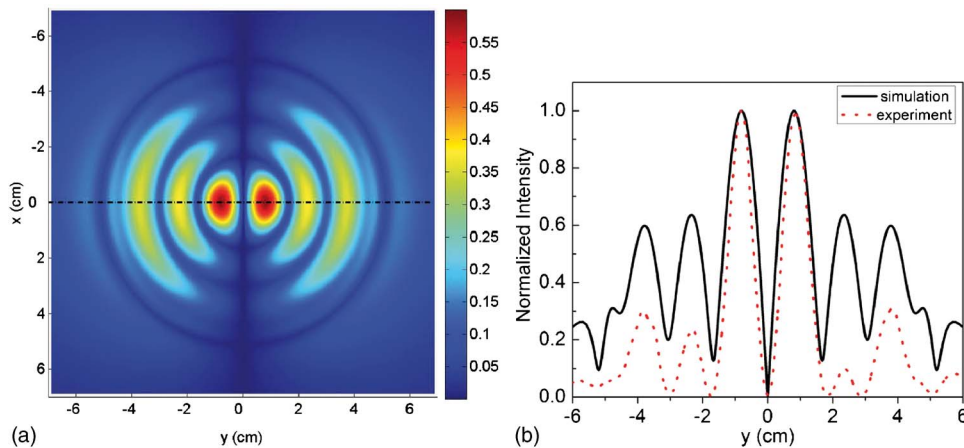 -6
-4
-2
0
2
4
6
x (cm)
-6 -4 -2 0 2 4 6
y (cm)
0.55
0.5
0.45
0.4
0.35
0.3
0.25
0.2
0.15
0.1
0.05
(a)
simulation
experiment
Normalized Intensity
1.0
0.8
0.6
0.4
0.2
0.0
-6 -4 -2 0 2 4 6
y (cm)
(b)